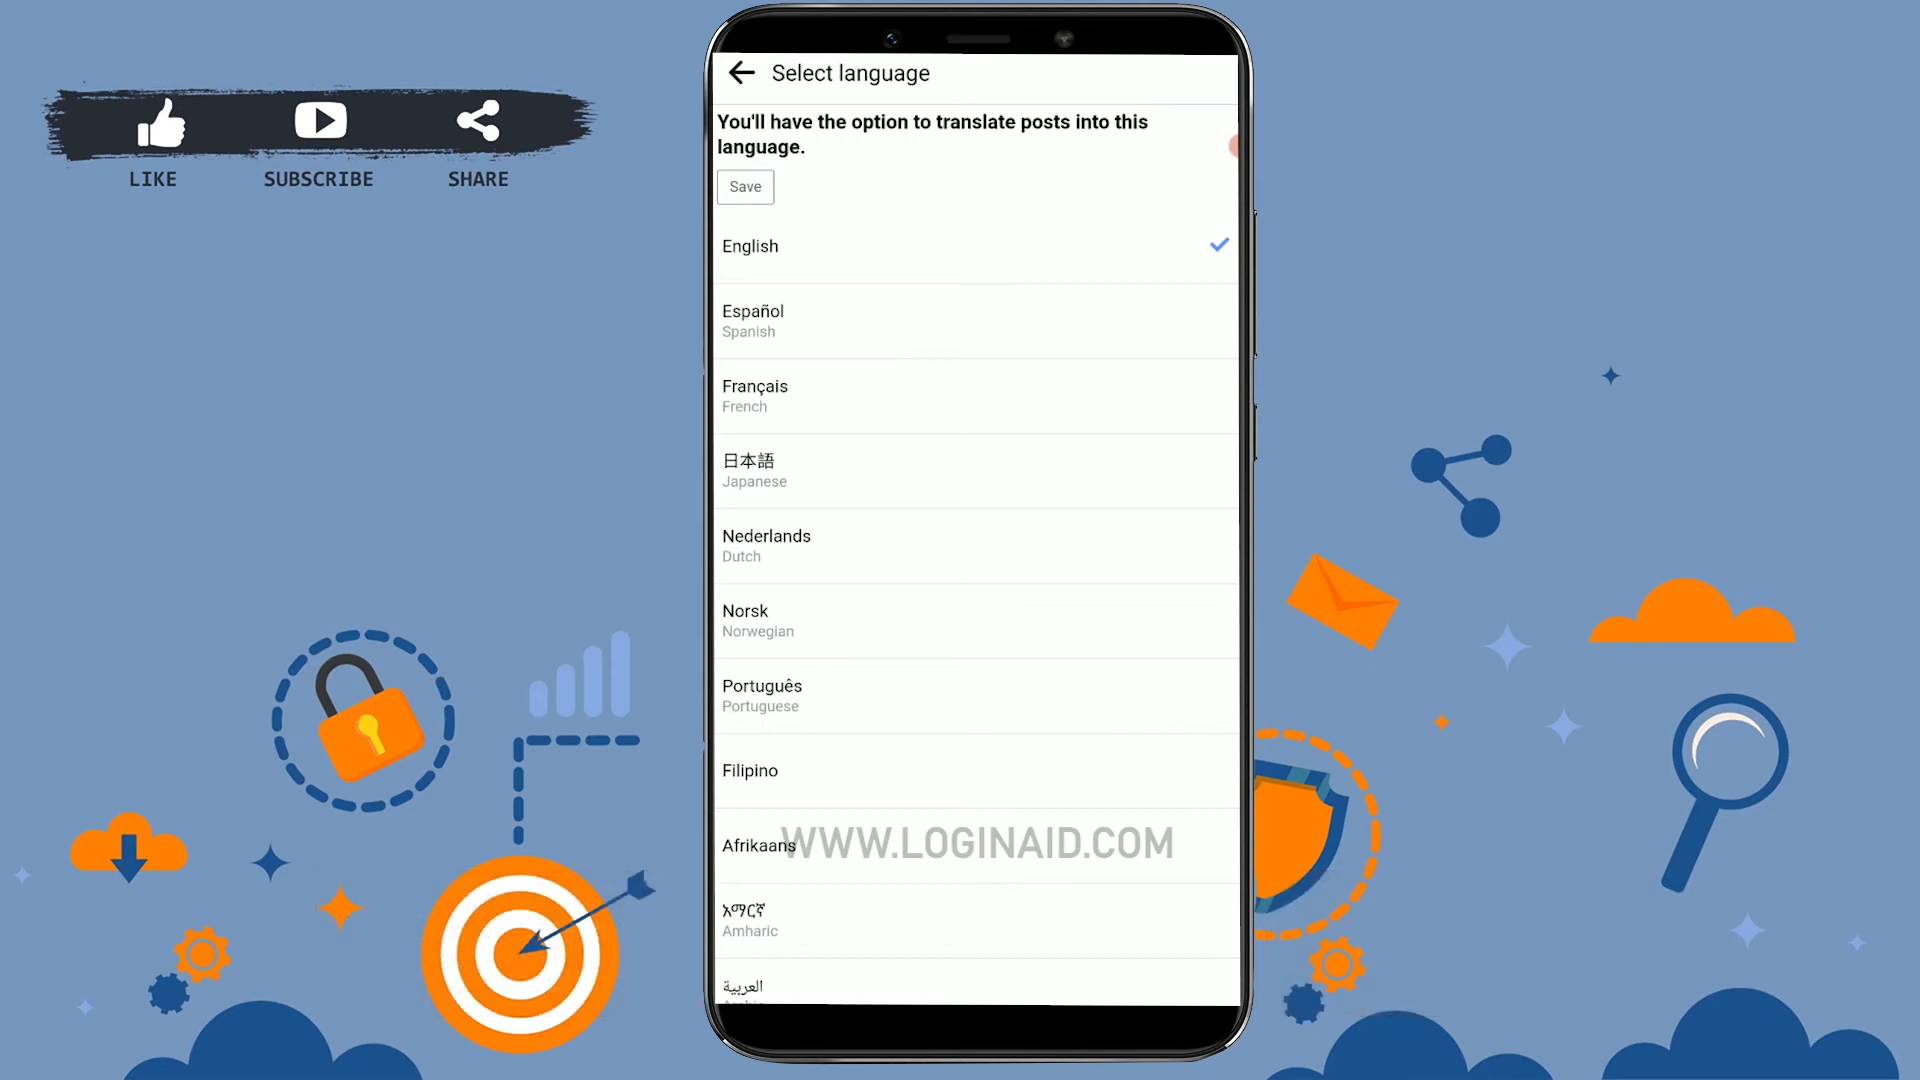 LIKE
SUBSCRIBE
SHARE
Select language
You'll have the option to translate posts into this
language.
Save
English
Español
Spanish
Français
French
日本語
Japanese
Nederlands
Dutch
Norsk
Norwegian
Português
Portuguese
Filipino
Afrikaans
WWW.LOGINAID.COM
አማርኛ
Amharic
العربية